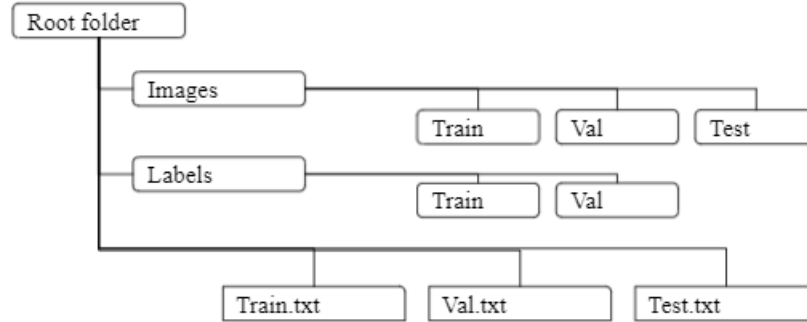 Root folder
Images
Train Val Test
Labels
Train Val
Train.txt Val.txt Test.txt